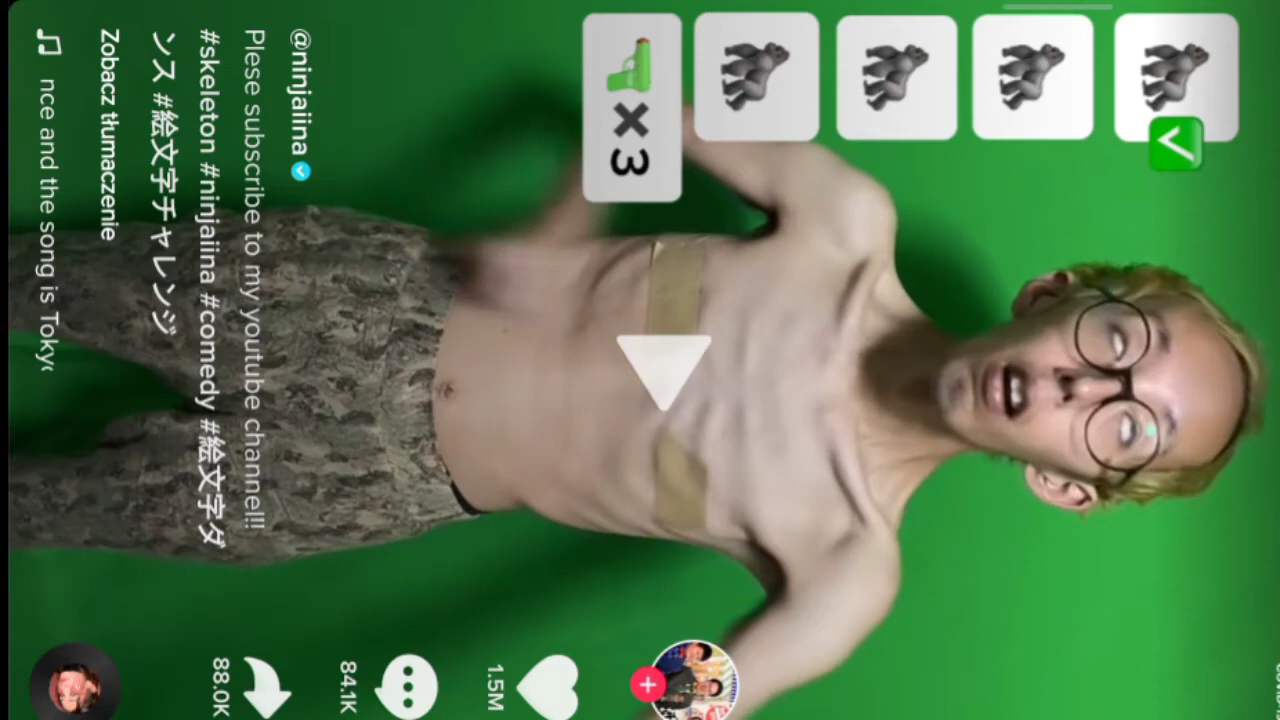 ×3
@ninjaiina
Plese subscribe to my youtube channel!!
#skeleton #ninjaiina #comedy #絵文字ダ
ンス #絵文字チャレンジ
Zobacz tłumaczenie
nce and the song is Toky
1.5M
84.1K
88.0K